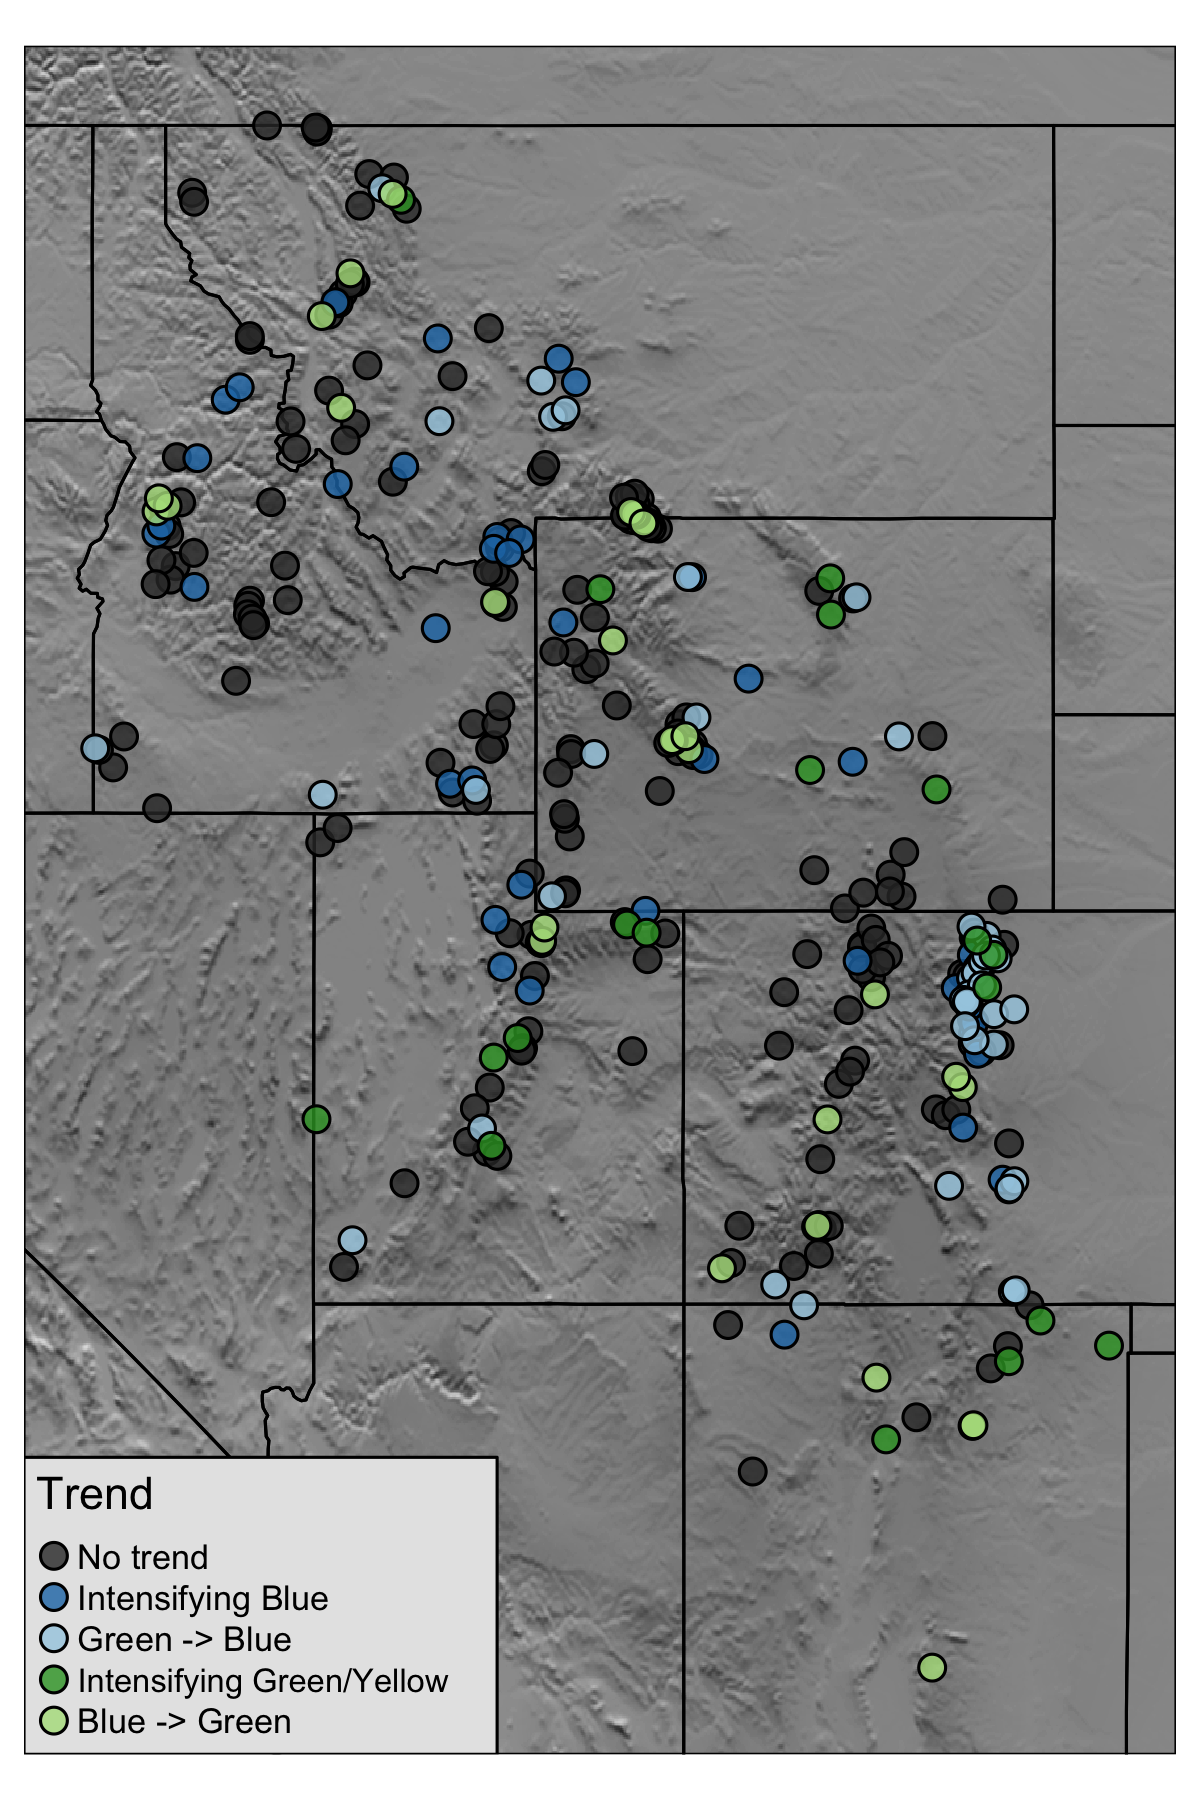 Trend
No trend
Intensifying Blue
Green -> Blue
Intensifying Green/Yellow
Blue -> Green